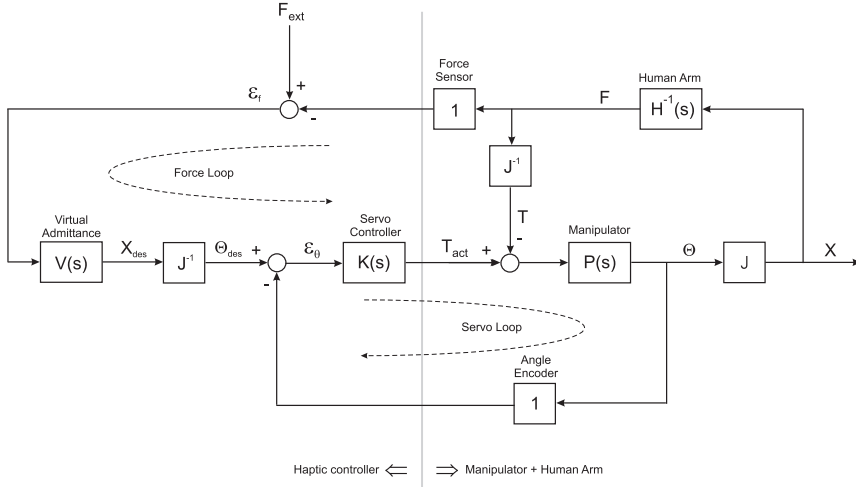 F_ext
ε_f
+
-
Force
Sensor
1
F
Human Arm
H⁻¹(s)
J⁻¹
Force Loop
T
-
Virtual
Admittance
V(s)
X_des
J⁻¹
Θ_des
+
-
ε_θ
Servo
Controller
K(s)
T_act
+
Manipulator
P(s)
Θ
J
X
Servo Loop
Angle
Encoder
1
Haptic controller
Manipulator + Human Arm